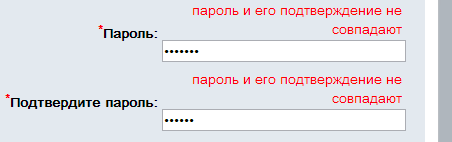 пароль и его подтверждение не
совпадают
*Пароль:
•••••••
пароль и его подтверждение не
совпадают
*Подтвердите пароль:
••••••